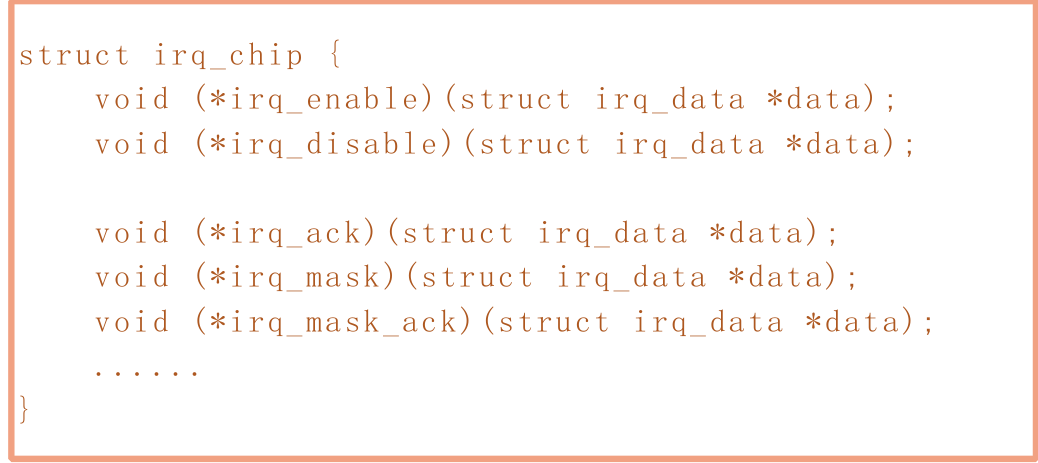 struct irq_chip {
    void (*irq_enable)(struct irq_data *data);
    void (*irq_disable)(struct irq_data *data);

    void (*irq_ack)(struct irq_data *data);
    void (*irq_mask)(struct irq_data *data);
    void (*irq_mask_ack)(struct irq_data *data);
    ......
}